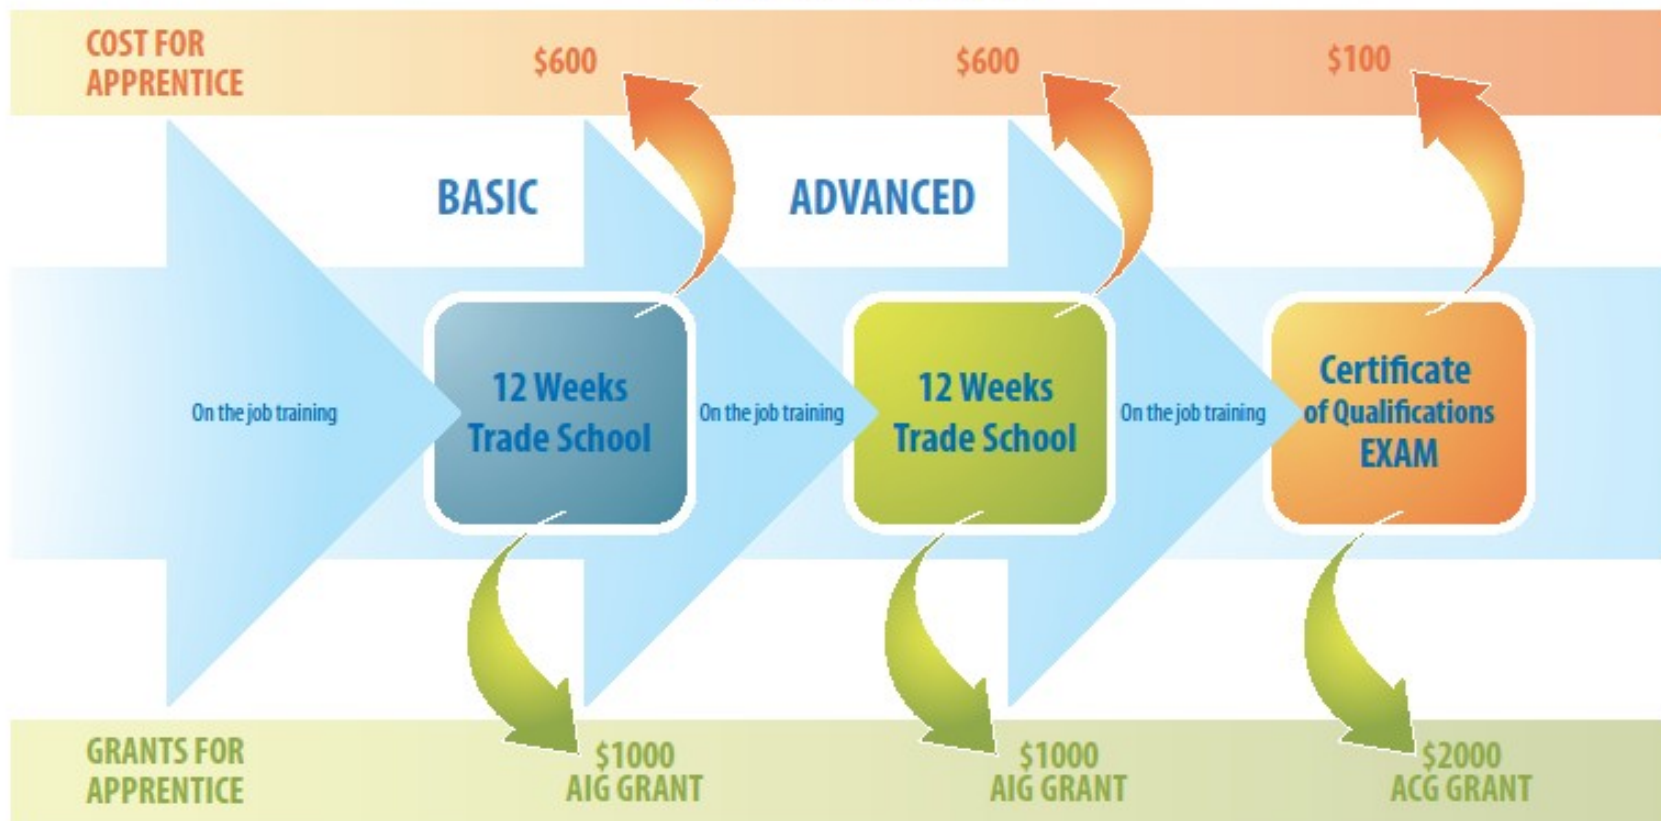 COST FOR
APPRENTICE
$600
$600
$100
BASIC
ADVANCED
On the job training
12 Weeks
Trade School
On the job training
12 Weeks
Trade School
On the job training
Certificate
of Qualifications
EXAM
GRANTS FOR
APPRENTICE
$1000
AIG GRANT
$1000
AIG GRANT
$2000
ACG GRANT